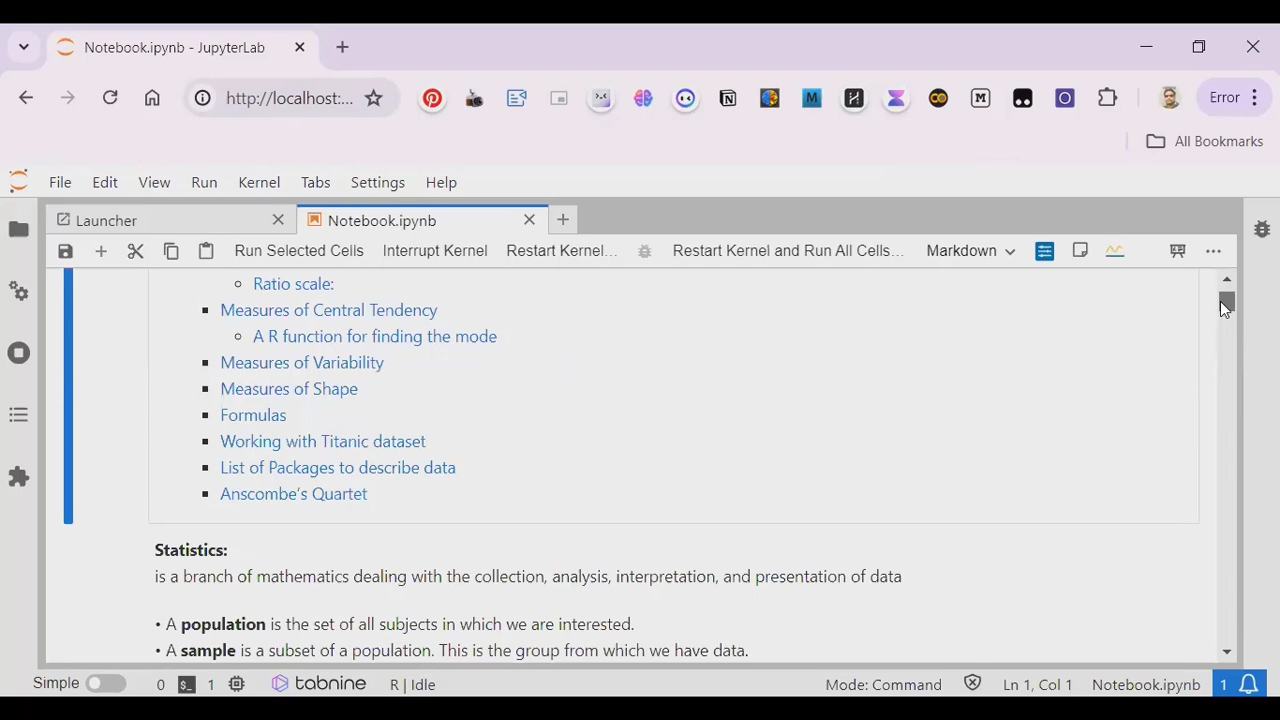 Notebook.ipynb - JupyterLab
http://localhost:...
M
M
Error
All Bookmarks
File Edit View Run Kernel Tabs Settings Help
Launcher
Notebook.ipynb
Run Selected Cells Interrupt Kernel Restart Kernel... Restart Kernel and Run All Cells... Markdown
Ratio scale:
Measures of Central Tendency
A R function for finding the mode
Measures of Variability
Measures of Shape
Formulas
Working with Titanic dataset
List of Packages to describe data
Anscombe's Quartet
Statistics:
is a branch of mathematics dealing with the collection, analysis, interpretation, and presentation of data
• A population is the set of all subjects in which we are interested.
• A sample is a subset of a population. This is the group from which we have data.
Simple 0 1 tabnine R | Idle Mode: Command Ln 1, Col 1 Notebook.ipynb 1